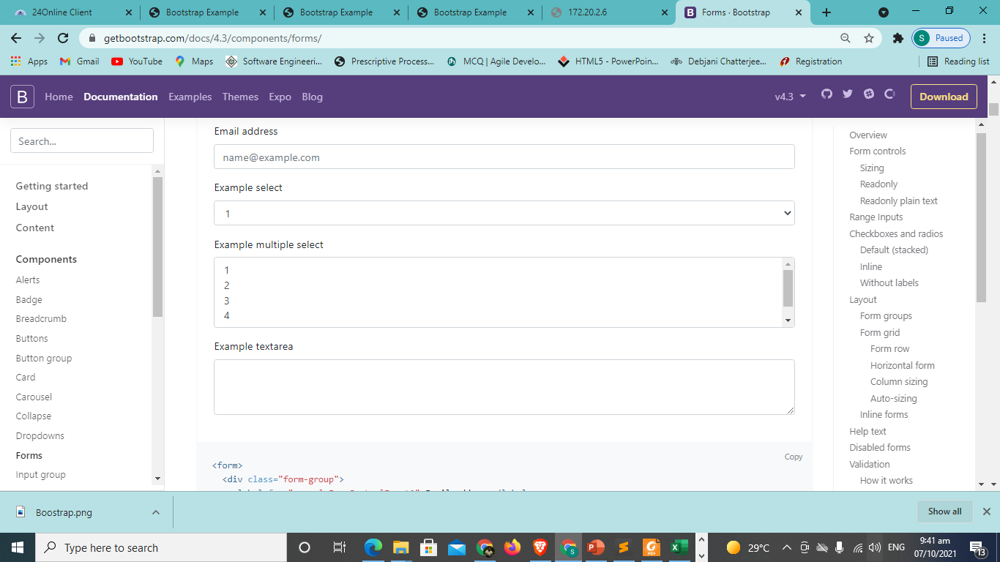 24Online Client
Bootstrap Example
Bootstrap Example
Bootstrap Example
172.20.2.6
Forms · Bootstrap
getbootstrap.com/docs/4.3/components/forms/
S Paused
Apps
Gmail
YouTube
Maps
Software Engineeri...
Prescriptive Process...
MCQ | Agile Develo...
HTML5 - PowerPoin...
Debjani Chatterjee...
Registration
Reading list
B
Home
Documentation
Examples
Themes
Expo
Blog
v4.3
Download
Search...
Getting started
Layout
Content
Components
Alerts
Badge
Breadcrumb
Buttons
Button group
Card
Carousel
Collapse
Dropdowns
Forms
Input group
Email address
name@example.com
Example select
1
Example multiple select
1
2
3
4
Example textarea
Copy
<form>
<div class="form-group">
Overview
Form controls
Sizing
Readonly
Readonly plain text
Range Inputs
Checkboxes and radios
Default (stacked)
Inline
Without labels
Layout
Form groups
Form grid
Form row
Horizontal form
Column sizing
Auto-sizing
Inline forms
Help text
Disabled forms
Validation
How it works
Boostrap.png
Show all
Type here to search
29°C
ENG
9:41 am
07/10/2021
13